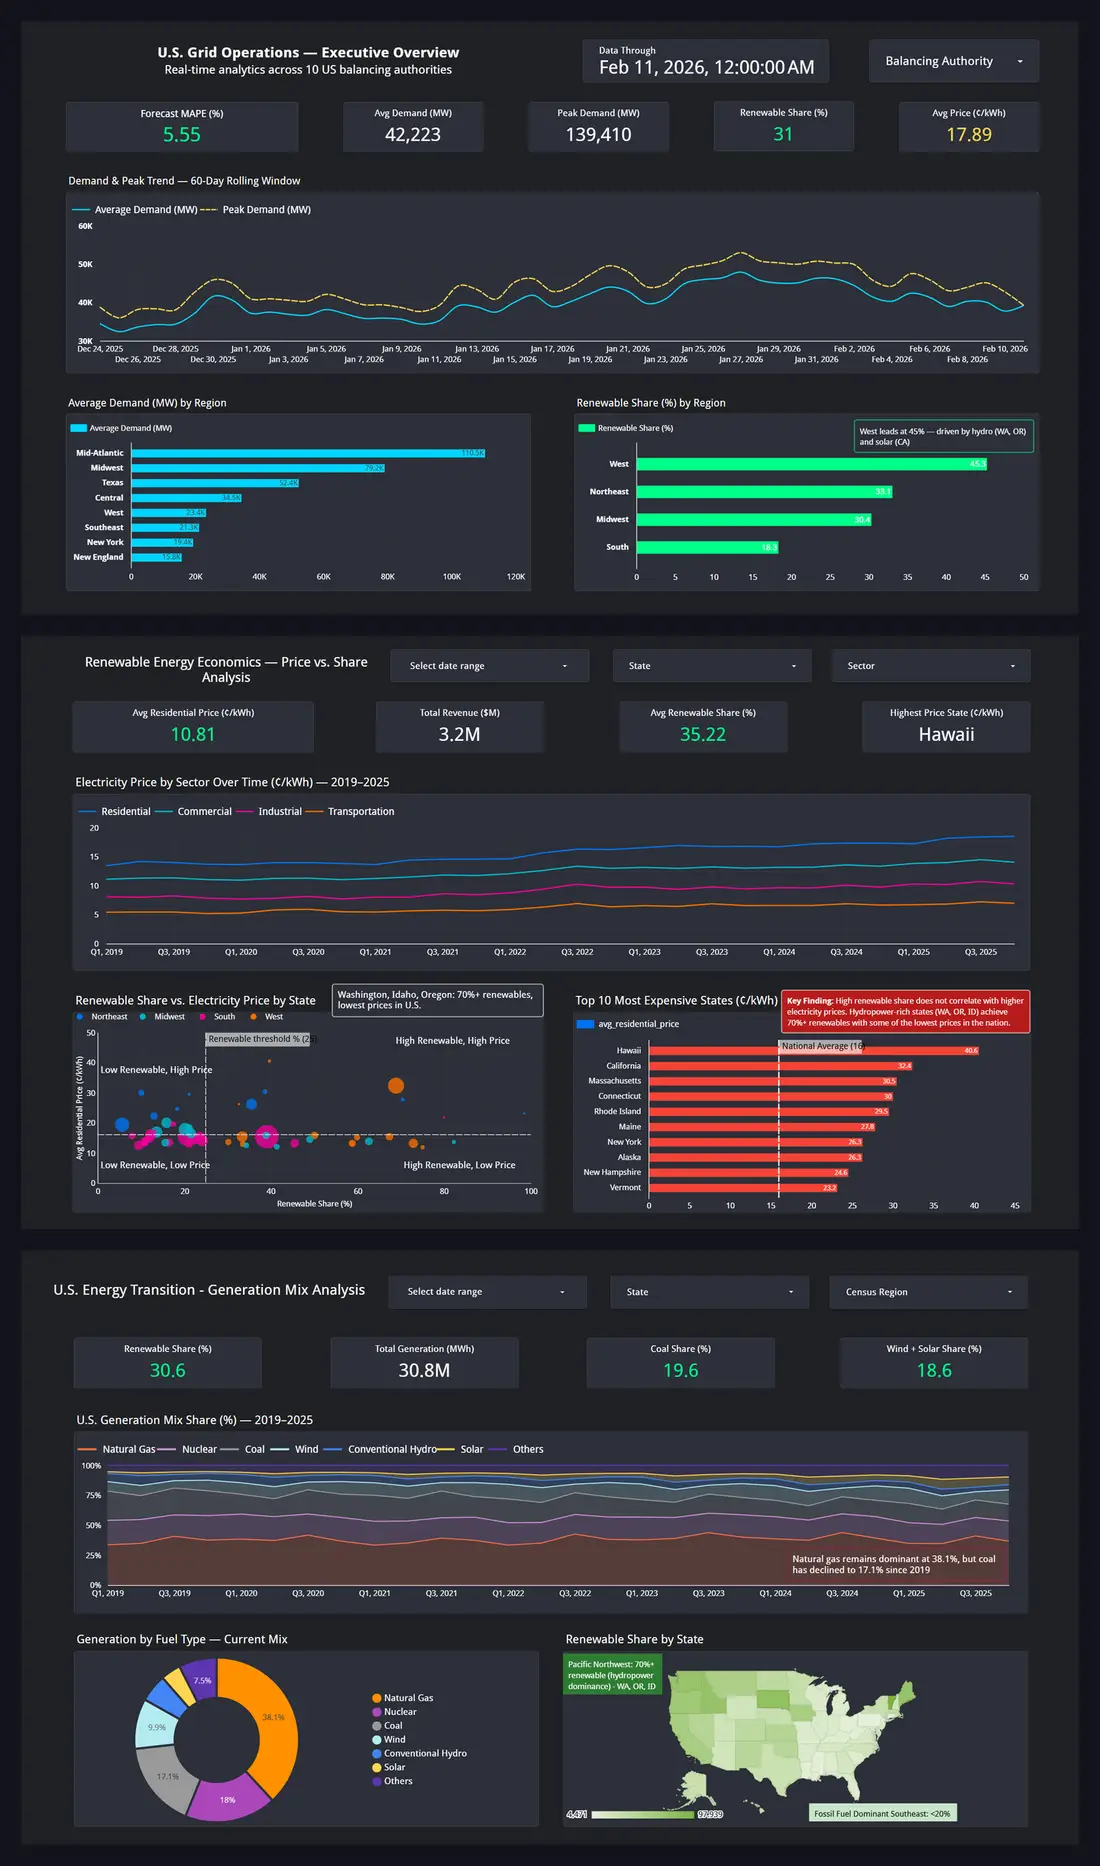 U.S. Grid Operations — Executive Overview
Real-time analytics across 10 US balancing authorities
Data Through
Feb 11, 2026, 12:00:00 AM
Balancing Authority
Forecast MAPE (%)
5.55
Avg Demand (MW)
42,223
Peak Demand (MW)
139,410
Renewable Share (%)
31
Avg Price (¢/kWh)
17.89
Demand & Peak Trend — 60-Day Rolling Window
Average Demand (MW) Peak Demand (MW)
60K
50K
40K
30K
Dec 24, 2025 Dec 28, 2025 Jan 1, 2026 Jan 5, 2026 Jan 9, 2026 Jan 13, 2026 Jan 17, 2026 Jan 21, 2026 Jan 25, 2026 Jan 29, 2026 Feb 2, 2026 Feb 6, 2026 Feb 10, 2026
Dec 26, 2025 Dec 30, 2025 Jan 3, 2026 Jan 7, 2026 Jan 11, 2026 Jan 15, 2026 Jan 19, 2026 Jan 23, 2026 Jan 27, 2026 Jan 31, 2026 Feb 4, 2026 Feb 8, 2026
Average Demand (MW) by Region
Average Demand (MW)
Mid-Atlantic 110.5K
Midwest 79.2K
Texas 52.4K
Central 34.5K
West 23.4K
Southeast 21.3K
New York 19.4K
New England
0 20K 40K 60K 80K 100K 120K
Renewable Share (%) by Region
Renewable Share (%)
West leads at 45% — driven by hydro (WA, OR)
and solar (CA)
West 45.3
Northeast 33.1
Midwest 30.4
South 18.3
0 5 10 15 20 25 30 35 40 45 50
Renewable Energy Economics — Price vs. Share
Analysis
Select date range
State
Sector
Avg Residential Price (¢/kWh)
10.81
Total Revenue ($M)
3.2M
Avg Renewable Share (%)
35.22
Highest Price State (¢/kWh)
Hawaii
Electricity Price by Sector Over Time (¢/kWh) — 2019–2025
Residential Commercial Industrial Transportation
20
15
10
5
0
Q1, 2019 Q3, 2019 Q1, 2020 Q3, 2020 Q1, 2021 Q3, 2021 Q1, 2022 Q3, 2022 Q1, 2023 Q3, 2023 Q1, 2024 Q3, 2024 Q1, 2025 Q3, 2025
Renewable Share vs. Electricity Price by State
Washington, Idaho, Oregon: 70%+ renewables,
lowest prices in U.S.
Northeast Midwest South West
Renewable threshold % (25)
High Renewable, High Price
Low Renewable, High Price
Low Renewable, Low Price
High Renewable, Low Price
Avg Residential Price (¢/kWh)
50
40
30
20
10
0
0 20 40 60 80 100
Renewable Share (%)
Top 10 Most Expensive States (¢/kWh)
Key Finding: High renewable share does not correlate with higher
electricity prices. Hydropower-rich states (WA, OR, ID) achieve
70%+ renewables with some of the lowest prices in the nation.
avg_residential_price
National Average (16)
Hawaii 40.6
California 32.4
Massachusetts 30.5
Connecticut 30
Rhode Island 29.5
Maine 27.8
New York 26.3
Alaska 26.3
New Hampshire 24.6
Vermont 23.2
0 5 10 15 20 25 30 35 40 45
U.S. Energy Transition - Generation Mix Analysis
Select date range
State
Census Region
Renewable Share (%)
30.6
Total Generation (MWh)
30.8M
Coal Share (%)
19.6
Wind + Solar Share (%)
18.6
U.S. Generation Mix Share (%) — 2019–2025
Natural Gas Nuclear Coal Wind Conventional Hydro Solar Others
100%
75%
50%
25%
0%
Natural gas remains dominant at 38.1%, but coal
has declined to 17.1% since 2019
Q1, 2019 Q3, 2019 Q1, 2020 Q3, 2020 Q1, 2021 Q3, 2021 Q1, 2022 Q3, 2022 Q1, 2023 Q3, 2023 Q1, 2024 Q3, 2024 Q1, 2025 Q3, 2025
Generation by Fuel Type — Current Mix
7.5%
38.1%
9.9%
17.1%
18%
Natural Gas
Nuclear
Coal
Wind
Conventional Hydro
Solar
Others
Renewable Share by State
Pacific Northwest: 70%+
renewable (hydropower
dominance) - WA, OR, ID
4.471 97.939
Fossil Fuel Dominant Southeast: <20%